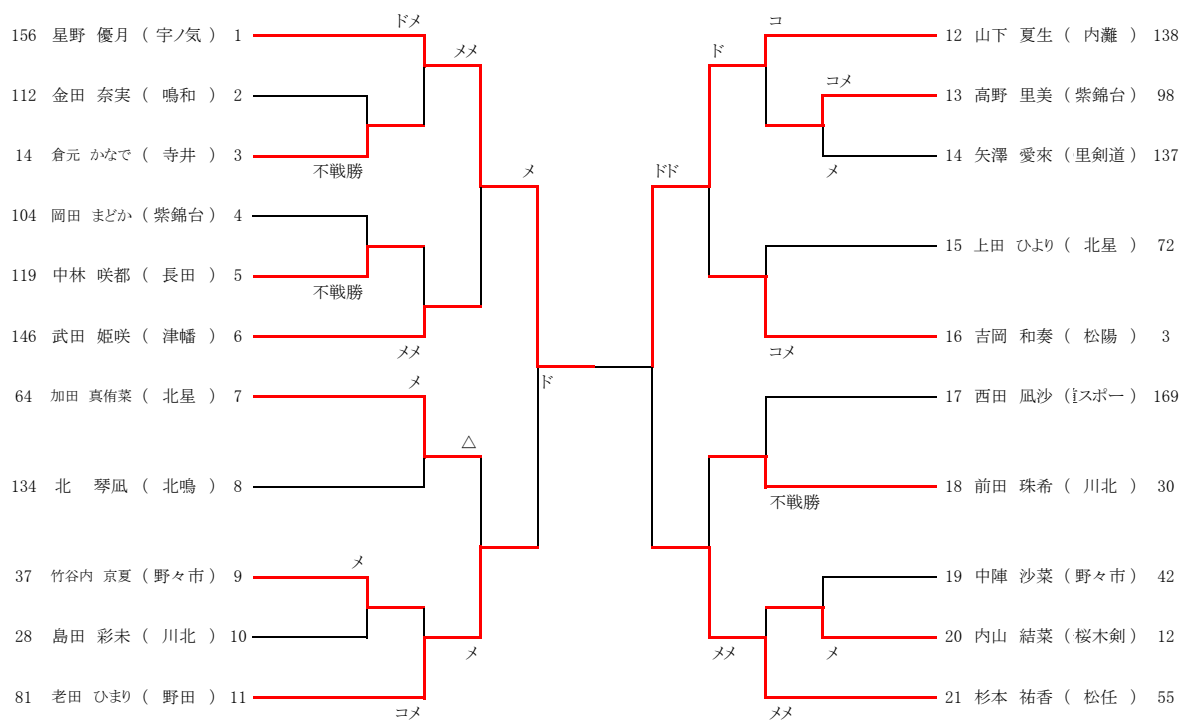 156 星野 優月 ( 宇ノ気 ) 1
ドメ
メメ
112 金田 奈実 ( 鳴和 ) 2
14 倉元 かなで ( 寺井 ) 3
不戦勝
メ
104 岡田 まどか ( 紫錦台 ) 4
119 中林 咲都 ( 長田 ) 5
不戦勝
146 武田 姫咲 ( 津幡 ) 6
メメ
ド
64 加田 真侑菜 ( 北星 ) 7
メ
△
134 北 琴凪 ( 北鳴 ) 8
37 竹谷内 京夏 ( 野々市 ) 9
メ
28 島田 彩未 ( 川北 ) 10
メ
81 老田 ひまり ( 野田 ) 11
コメ
コ
12 山下 夏生 ( 内灘 ) 138
ド
コメ
13 高野 里美 ( 紫錦台 ) 98
14 矢澤 愛來 ( 里剣道 ) 137
メ
ドド
15 上田 ひより ( 北星 ) 72
16 吉岡 和奏 ( 松陽 ) 3
コメ
17 西田 凪沙 ( スポー ) 169
18 前田 珠希 ( 川北 ) 30
不戦勝
19 中陣 沙菜 ( 野々市 ) 42
20 内山 結菜 ( 桜木剣 ) 12
メ
メメ
21 杉本 祐香 ( 松任 ) 55
メメ